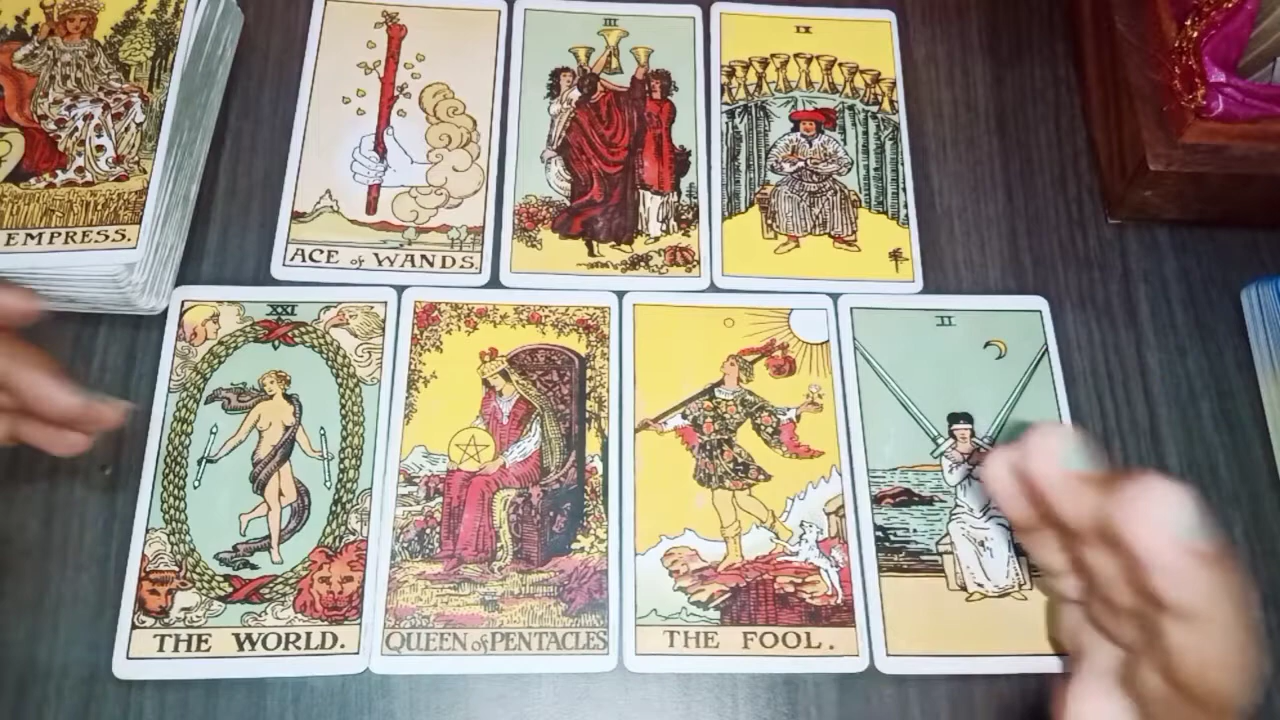 EMPRESS.
ACE of WANDS.
III
IX
XXI
THE WORLD.
QUEEN of PENTACLES
THE FOOL.
II